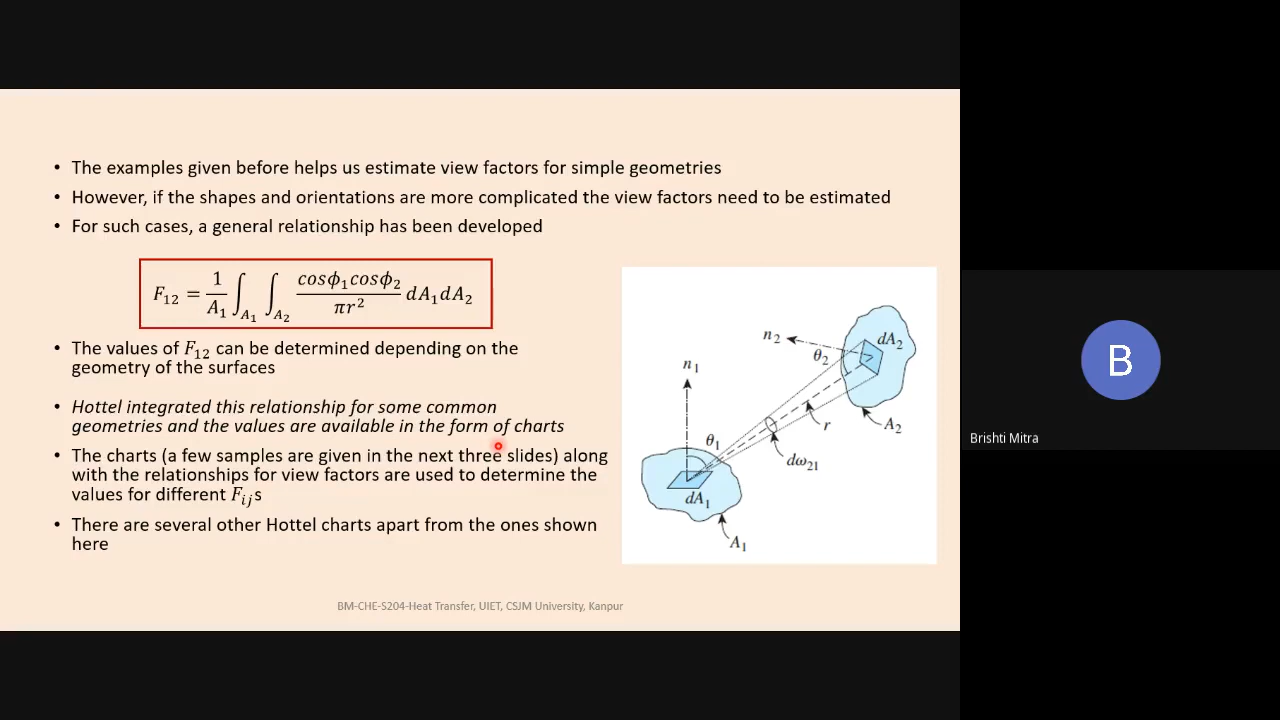 • The examples given before helps us estimate view factors for simple geometries
• However, if the shapes and orientations are more complicated the view factors need to be estimated
• For such cases, a general relationship has been developed
F₁₂ = 1/A₁ ∫_A₁ ∫_A₂ cosϕ₁cosϕ₂/πr² dA₁dA₂
• The values of F₁₂ can be determined depending on the
geometry of the surfaces
• Hottel integrated this relationship for some common
geometries and the values are available in the form of charts
• The charts (a few samples are given in the next three slides) along
with the relationships for view factors are used to determine the
values for different Fᵢⱼs
• There are several other Hottel charts apart from the ones shown
here
n₂
dA₂
θ₂
n₁
r
A₂
θ₁
dω₂₁
dA₁
A₁
BM-CHE-S204-Heat Transfer, UIET, CSJM University, Kanpur
B
Brishti Mitra